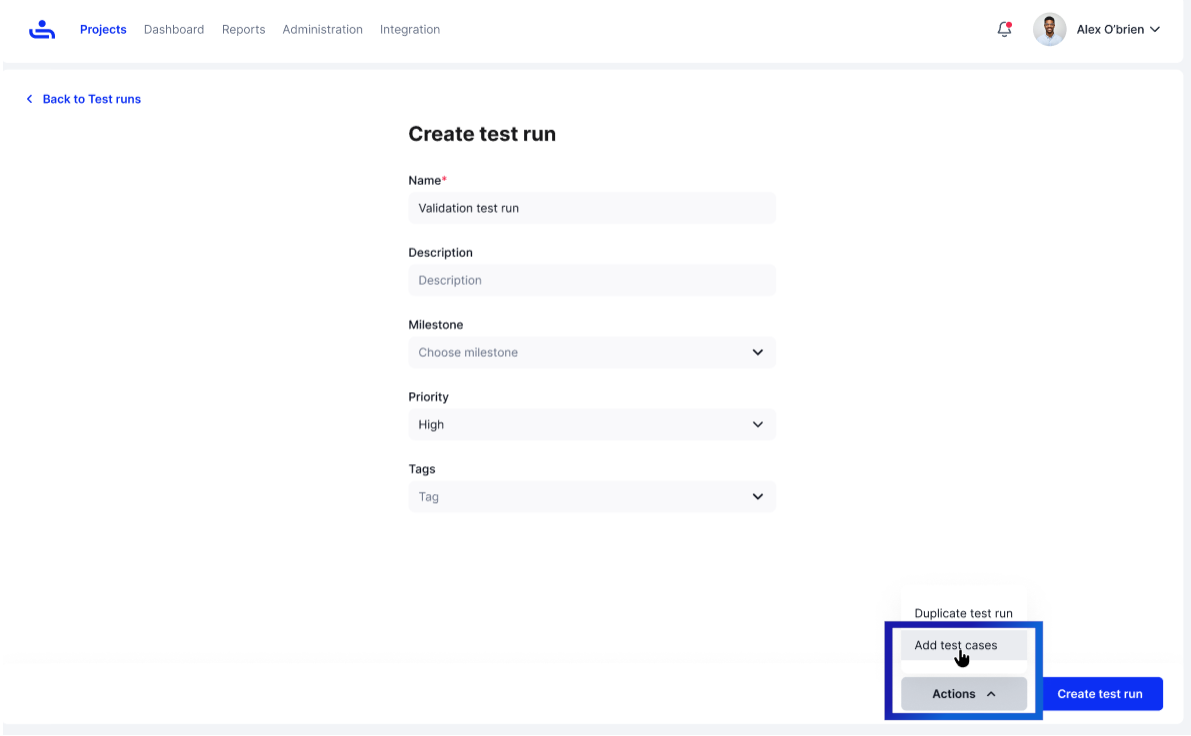 Projects Dashboard Reports Administration Integration Alex O'brien
Back to Test runs
Create test run
Name*
Validation test run
Description
Description
Milestone
Choose milestone
Priority
High
Tags
Tag
Duplicate test run
Add test cases
Actions Create test run